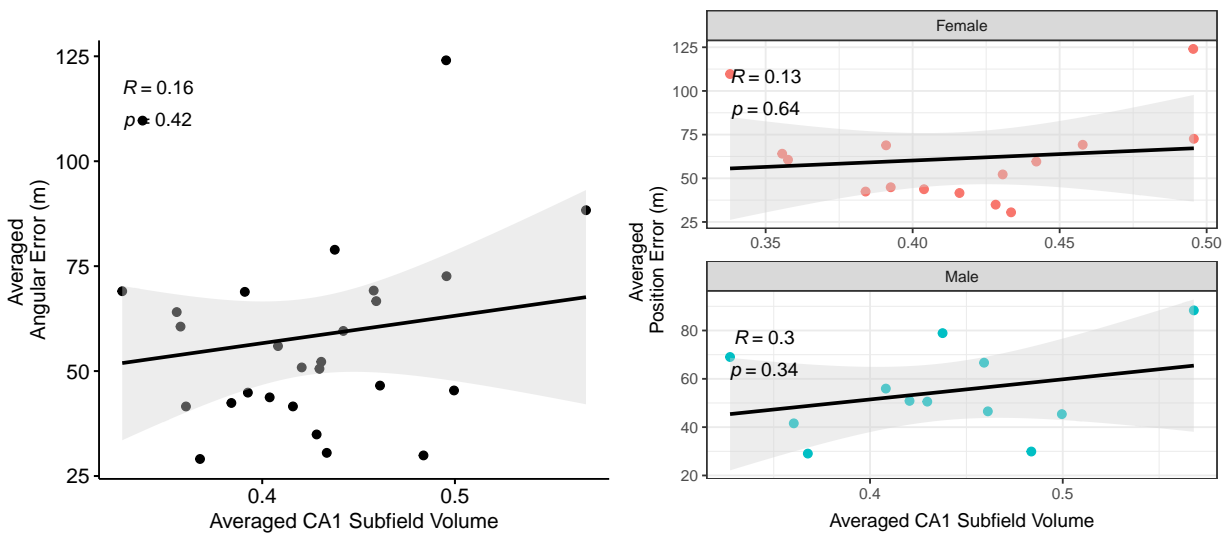 125
100
75
50
25
R = 0.16
p = 0.42
0.4
0.5
Averaged CA1 Subfield Volume
Averaged
Angular Error (m)
Female
125
100
75
50
25
R = 0.13
p = 0.64
0.35
0.40
0.45
0.50
Averaged
Position Error (m)
Male
80
60
40
20
R = 0.3
p = 0.34
0.4
0.5
Averaged CA1 Subfield Volume